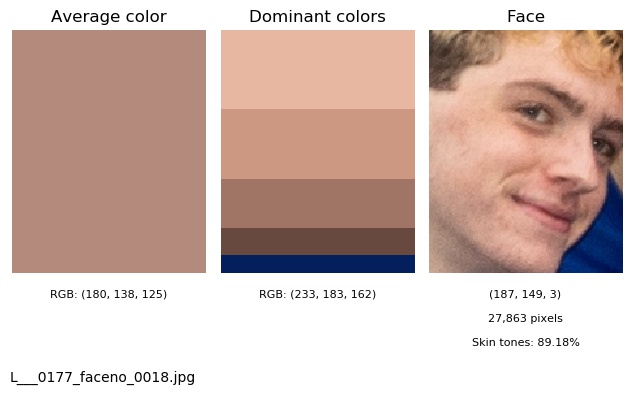 Average color
Dominant colors
Face
RGB: (180, 138, 125)
RGB: (233, 183, 162)
(187, 149, 3)
27,863 pixels
Skin tones: 89.18%
L___0177_faceno_0018.jpg